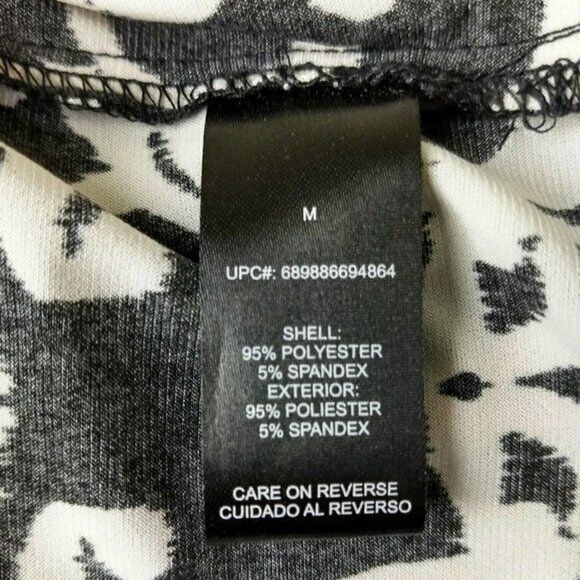 M
UPC#: 689886694864
SHELL:
95% POLYESTER
5% SPANDEX
EXTERIOR:
95% POLIESTER
5% SPANDEX
CARE ON REVERSE
CUIDADO AL REVERSO